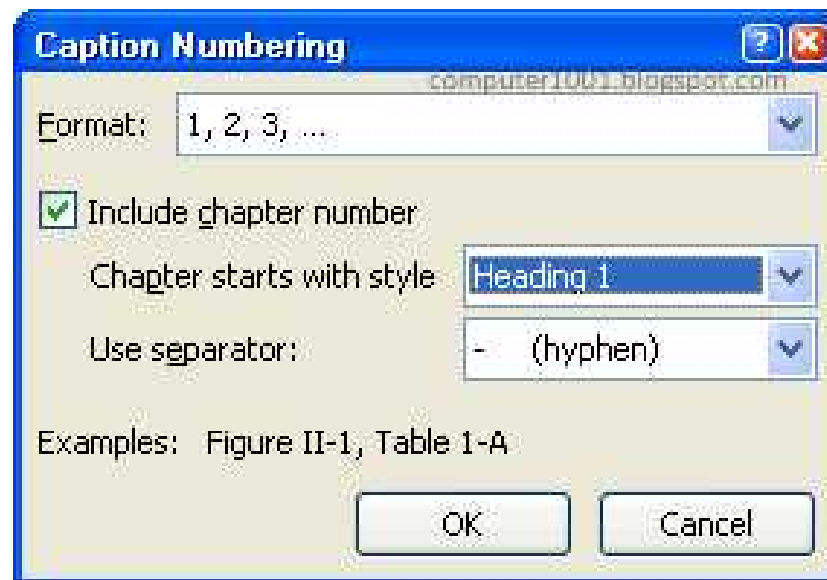 Caption Numbering
computer1001.blogspot.com
Format: 1, 2, 3, ...
Include chapter number
Chapter starts with style Heading 1
Use separator: - (hyphen)
Examples: Figure II-1, Table 1-A
OK Cancel